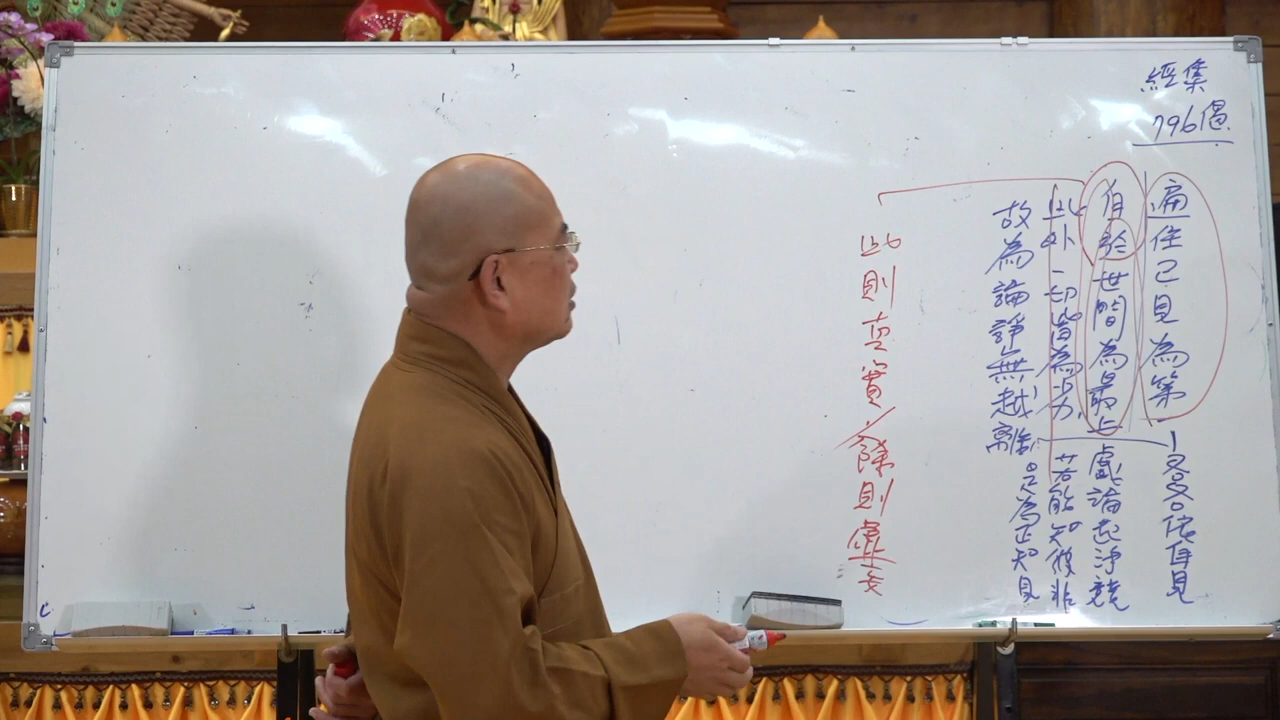 經集
796偈
徧住己見為第一
有於世間為最上
此外一切皆為劣
故為論諍無越離
各各依自見
戲論起諍競
若能知彼非
是為正知見
此則真實
餘則虛妄